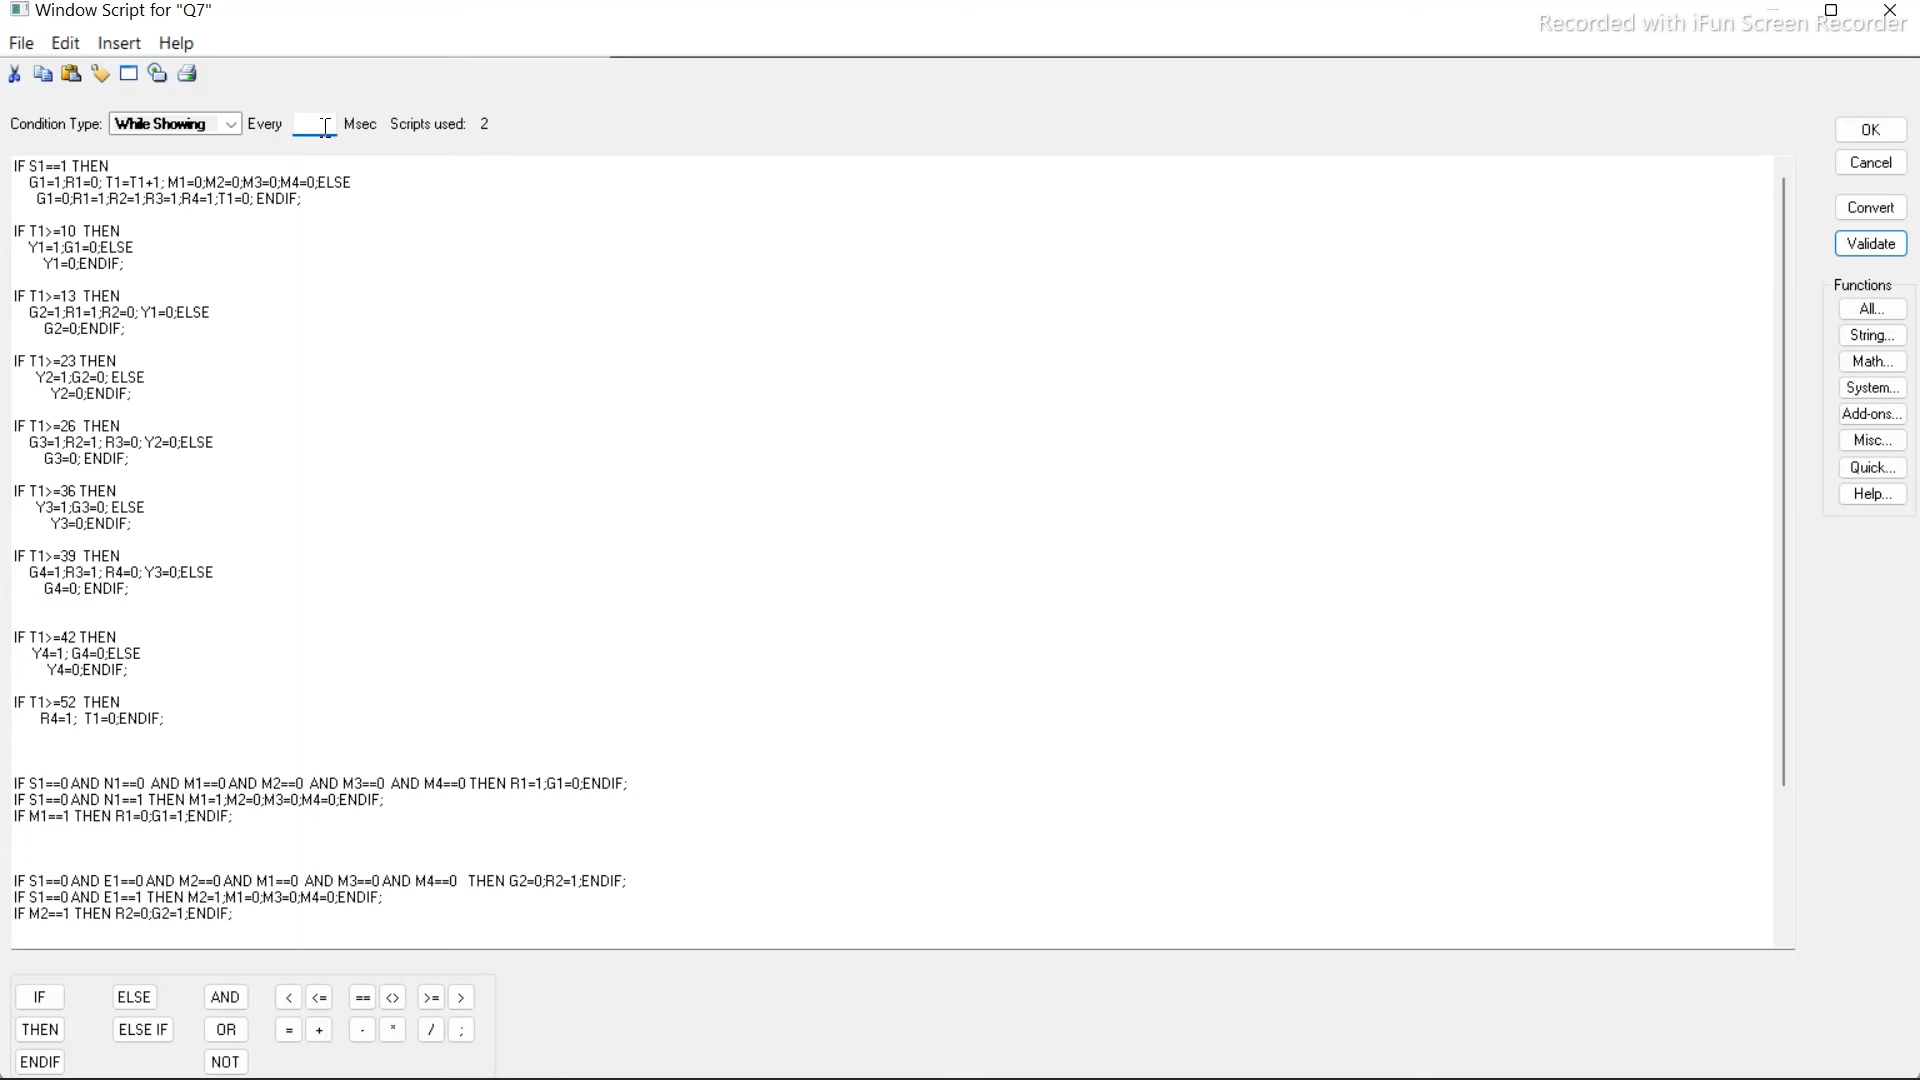 Window Script for "Q7"
Recorded with iFun Screen Recorder
File Edit Insert Help
Condition Type: While Showing Every Msec Scripts used: 2
IF S1==1 THEN
G1=1;R1=0; T1=T1+1; M1=0;M2=0;M3=0;M4=0;ELSE
G1=0;R1=1;R2=1;R3=1;R4=1;T1=0; ENDIF;
IF T1>=10 THEN
Y1=1;G1=0;ELSE
Y1=0;ENDIF;
IF T1>=13 THEN
G2=1;R1=1;R2=0; Y1=0;ELSE
G2=0;ENDIF;
IF T1>=23 THEN
Y2=1;G2=0; ELSE
Y2=0;ENDIF;
IF T1>=26 THEN
G3=1;R2=1; R3=0; Y2=0;ELSE
G3=0; ENDIF;
IF T1>=36 THEN
Y3=1;G3=0; ELSE
Y3=0;ENDIF;
IF T1>=39 THEN
G4=1;R3=1; R4=0; Y3=0;ELSE
G4=0; ENDIF;
IF T1>=42 THEN
Y4=1; G4=0;ELSE
Y4=0;ENDIF;
IF T1>=52 THEN
R4=1; T1=0;ENDIF;
IF S1==0 AND N1==0 AND M1==0 AND M2==0 AND M3==0 AND M4==0 THEN R1=1;G1=0;ENDIF;
IF S1==0 AND N1==1 THEN M1=1;M2=0;M3=0;M4=0;ENDIF;
IF M1==1 THEN R1=0;G1=1;ENDIF;
IF S1==0 AND E1==0 AND M2==0 AND M1==0 AND M3==0 AND M4==0 THEN G2=0;R2=1;ENDIF;
IF S1==0 AND E1==1 THEN M2=1;M1=0;M3=0;M4=0;ENDIF;
IF M2==1 THEN R2=0;G2=1;ENDIF;
OK
Cancel
Convert
Validate
Functions
All...
String...
Math...
System...
Add-ons...
Misc...
Quick...
Help...
IF ELSE AND < <= == <> >= >
THEN ELSE IF OR = + - * / ;
ENDIF NOT